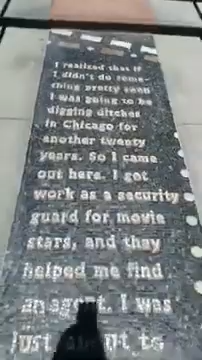 I realized that if
I didn't do some-
thing pretty soon
I was going to be
digging ditches
in Chicago for
another twenty
years. So I came
out here. I got
work as a security
guard for movie
stars, and they
helped me find
an agent. I was
just to